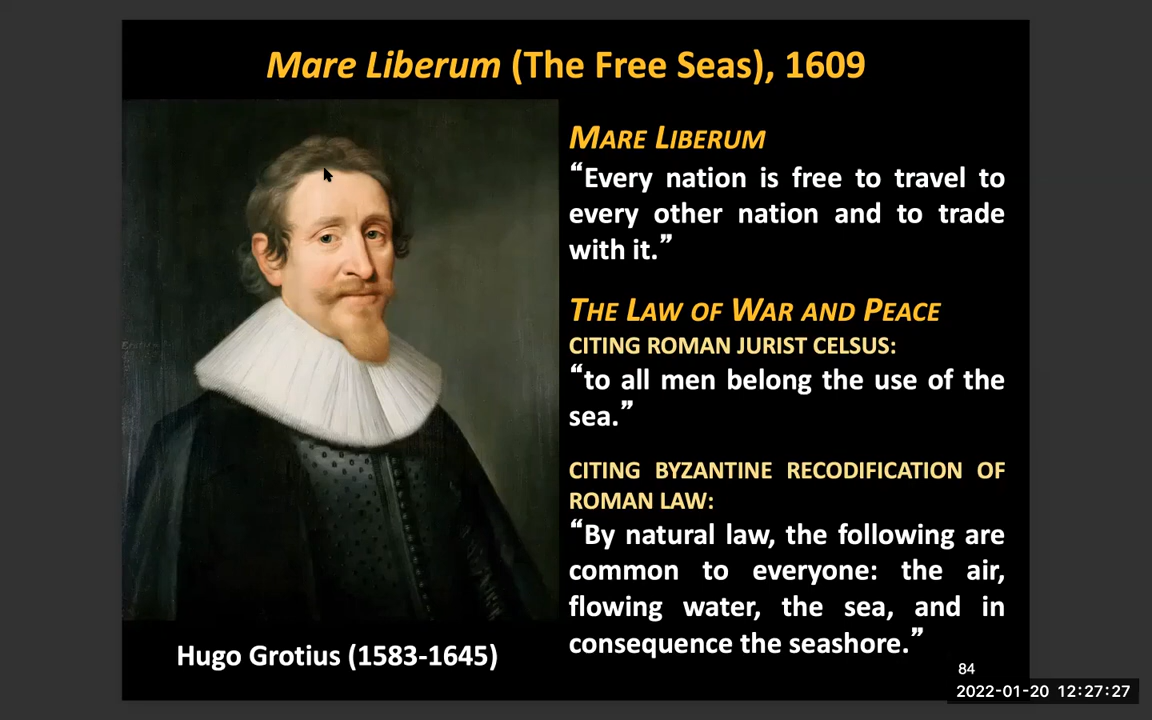 Mare Liberum (The Free Seas), 1609
MARE LIBERUM
“Every nation is free to travel to
every other nation and to trade
with it.”
THE LAW OF WAR AND PEACE
CITING ROMAN JURIST CELSUS:
“to all men belong the use of the
sea.”
CITING BYZANTINE RECODIFICATION OF
ROMAN LAW:
“By natural law, the following are
common to everyone: the air,
flowing water, the sea, and in
consequence the seashore.”
Hugo Grotius (1583-1645)
84
2022-01-20 12:27:27